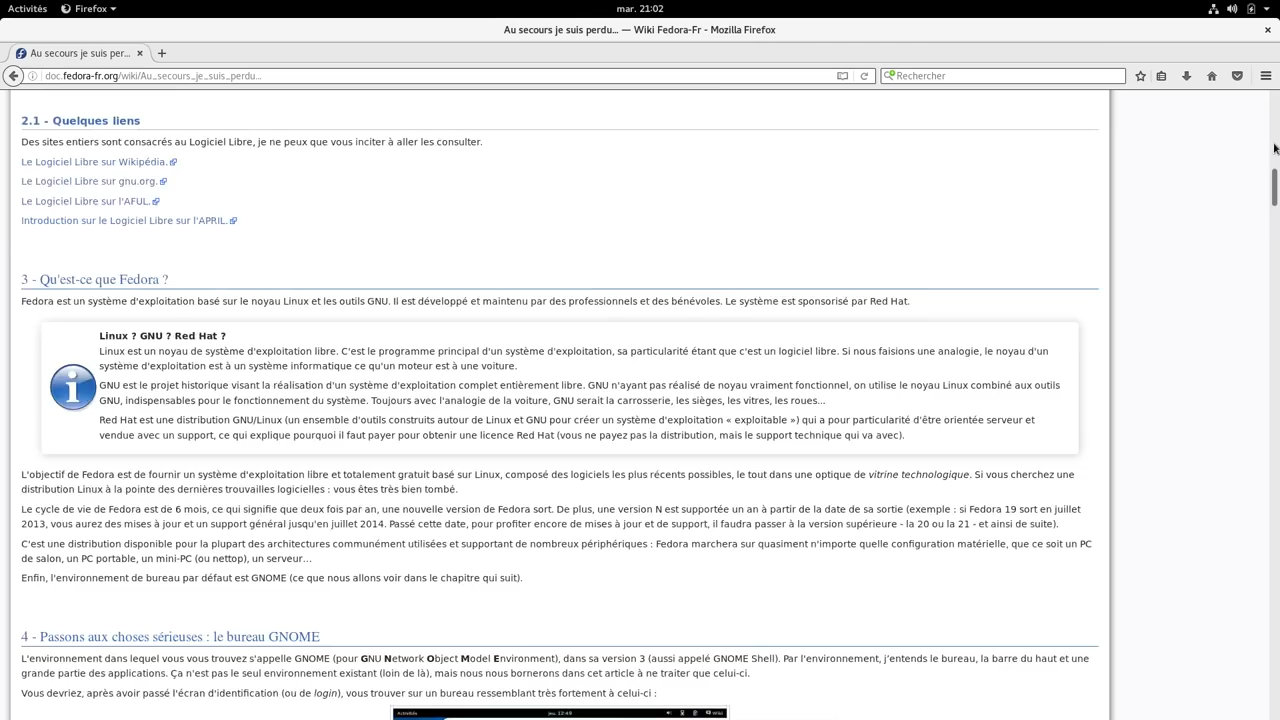 Activités Firefox mar. 21:02
Au secours je suis perdu… — Wiki Fedora-Fr - Mozilla Firefox
Au secours je suis per…
doc.fedora-fr.org/wiki/Au_secours_je_suis_perdu… Rechercher
2.1 - Quelques liens
Des sites entiers sont consacrés au Logiciel Libre, je ne peux que vous inciter à aller les consulter.
Le Logiciel Libre sur Wikipédia.
Le Logiciel Libre sur gnu.org.
Le Logiciel Libre sur l'AFUL.
Introduction sur le Logiciel Libre sur l'APRIL.
3 - Qu'est-ce que Fedora ?
Fedora est un système d'exploitation basé sur le noyau Linux et les outils GNU. Il est développé et maintenu par des professionnels et des bénévoles. Le système est sponsorisé par Red Hat.
Linux ? GNU ? Red Hat ?
Linux est un noyau de système d'exploitation libre. C'est le programme principal d'un système d'exploitation, sa particularité étant que c'est un logiciel libre. Si nous faisions une analogie, le noyau d'un
système d'exploitation est à un système informatique ce qu'un moteur est à une voiture.
GNU est le projet historique visant la réalisation d'un système d'exploitation complet entièrement libre. GNU n'ayant pas réalisé de noyau vraiment fonctionnel, on utilise le noyau Linux combiné aux outils
GNU, indispensables pour le fonctionnement du système. Toujours avec l'analogie de la voiture, GNU serait la carrosserie, les sièges, les vitres, les roues...
Red Hat est une distribution GNU/Linux (un ensemble d'outils construits autour de Linux et GNU pour créer un système d'exploitation « exploitable ») qui a pour particularité d'être orientée serveur et
vendue avec un support, ce qui explique pourquoi il faut payer pour obtenir une licence Red Hat (vous ne payez pas la distribution, mais le support technique qui va avec).
L'objectif de Fedora est de fournir un système d'exploitation libre et totalement gratuit basé sur Linux, composé des logiciels les plus récents possibles, le tout dans une optique de vitrine technologique. Si vous cherchez une
distribution Linux à la pointe des dernières trouvailles logicielles : vous êtes très bien tombé.
Le cycle de vie de Fedora est de 6 mois, ce qui signifie que deux fois par an, une nouvelle version de Fedora sort. De plus, une version N est supportée un an à partir de la date de sa sortie (exemple : si Fedora 19 sort en juillet
2013, vous aurez des mises à jour et un support général jusqu'en juillet 2014. Passé cette date, pour profiter encore de mises à jour et de support, il faudra passer à la version supérieure - la 20 ou la 21 - et ainsi de suite).
C'est une distribution disponible pour la plupart des architectures communément utilisées et supportant de nombreux périphériques : Fedora marchera sur quasiment n'importe quelle configuration matérielle, que ce soit un PC
de salon, un PC portable, un mini-PC (ou nettop), un serveur…
Enfin, l'environnement de bureau par défaut est GNOME (ce que nous allons voir dans le chapitre qui suit).
4 - Passons aux choses sérieuses : le bureau GNOME
L'environnement dans lequel vous vous trouvez s'appelle GNOME (pour GNU Network Object Model Environment), dans sa version 3 (aussi appelé GNOME Shell). Par l'environnement, j'entends le bureau, la barre du haut et une
grande partie des applications. Ça n'est pas le seul environnement existant (loin de là), mais nous nous bornerons dans cet article à ne traiter que celui-ci.
Vous devriez, après avoir passé l'écran d'identification (ou de login), vous trouver sur un bureau ressemblant très fortement à celui-ci :
Activités jeu. 13:49 Wiki